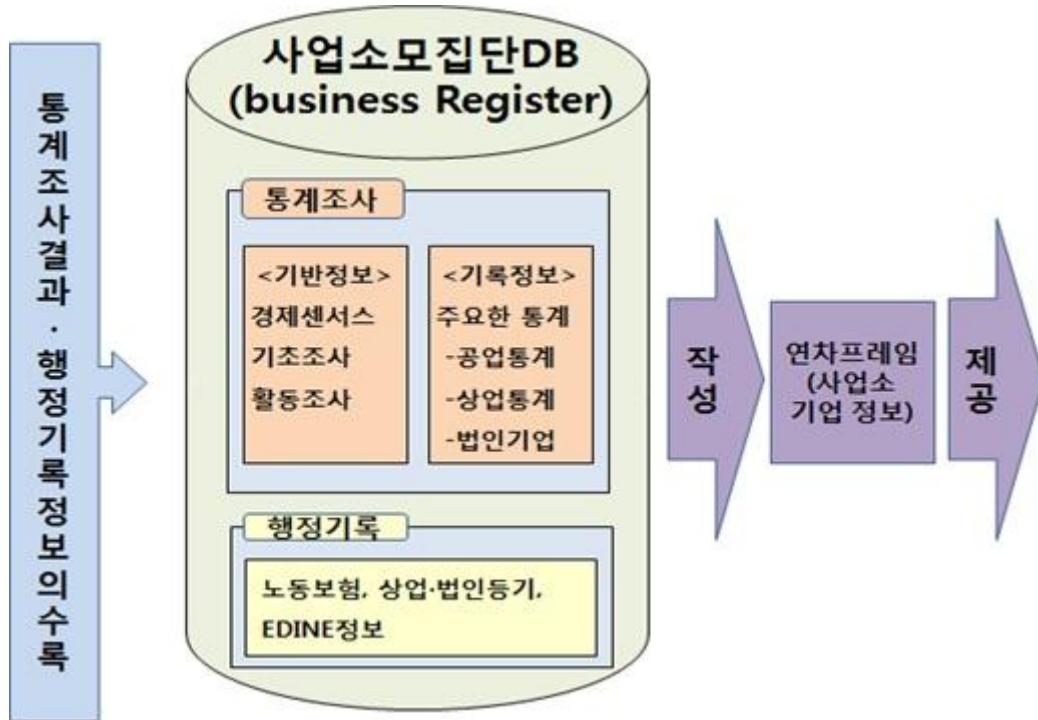 통계조사결과·행정기록정보의수록
사업소모집단DB
(business Register)
통계조사
<기반정보>
경제센서스
기초조사
활동조사
<기록정보>
주요한 통계
-공업통계
-상업통계
-법인기업
행정기록
노동보험, 상업·법인등기,
EDINE정보
작성
연차프레임
(사업소
기업 정보)
제공